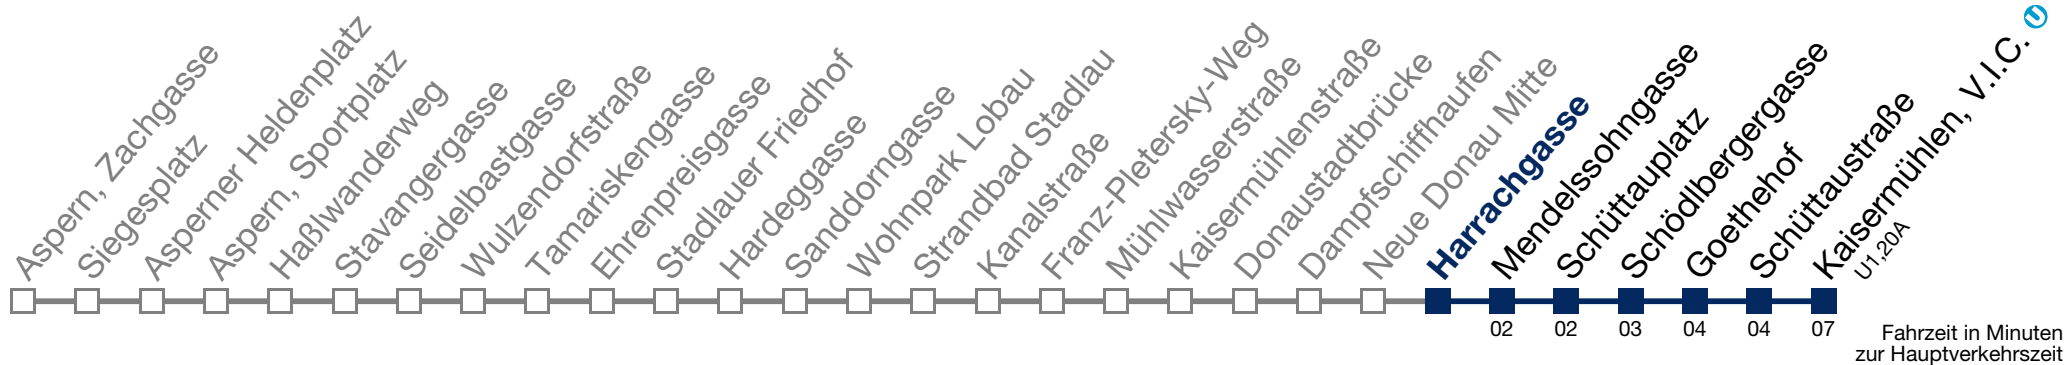 Aspern, Zachgasse
Siegesplatz
Asperner Heldenplatz
Aspern, Sportplatz
Haßlwanderweg
Stavangergasse
Seidelbastgasse
Wulzendorfstraße
Tamariskengasse
Ehrenpreisgasse
Stadlauer Friedhof
Hardeggasse
Sanddorngasse
Wohnpark Lobau
Strandbad Stadlau
Kanalstraße
Franz-Pletersky-Weg
Mühlwasserstraße
Kaisermühlenstraße
Donaustadtbrücke
Dampfschiffhaufen
Neue Donau Mitte
Harrachgasse
Mendelssohngasse
Schüttauplatz
Schödlbergergasse
Goethehof
Schüttaustraße
Kaisermühlen, V.I.C. U
U1,20A
02 02 03 04 04 07
Fahrzeit in Minuten
zur Hauptverkehrszeit